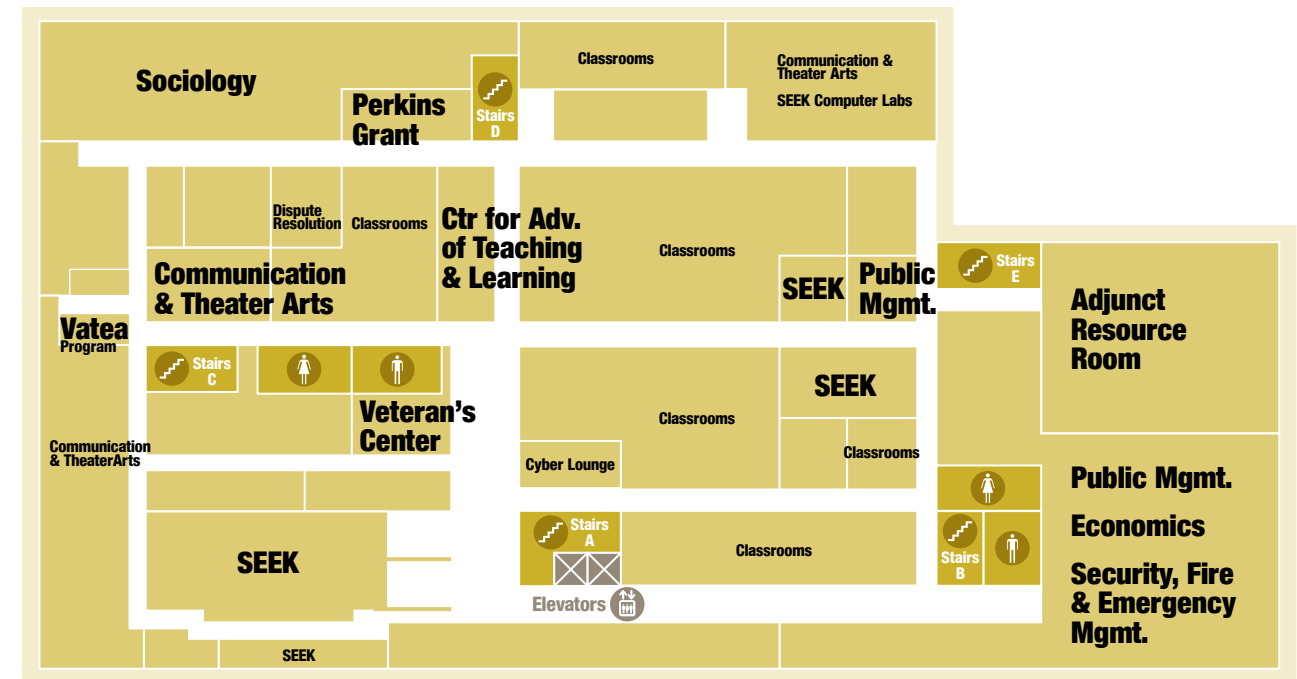 Sociology
Perkins
Grant
Stairs
D
Classrooms
Communication &
Theater Arts
SEEK Computer Labs
Dispute
Resolution
Classrooms
Ctr for Adv.
of Teaching
& Learning
Classrooms
Communication
& Theater Arts
SEEK
Public
Mgmt.
Stairs
E
Adjunct
Resource
Room
Vatea
Program
Stairs
C
Veteran's
Center
SEEK
Classrooms
Classrooms
Communication
& TheaterArts
Cyber Lounge
Public Mgmt.
Economics
Security, Fire
& Emergency
Mgmt.
SEEK
Stairs
A
Classrooms
Stairs
B
Elevators
SEEK